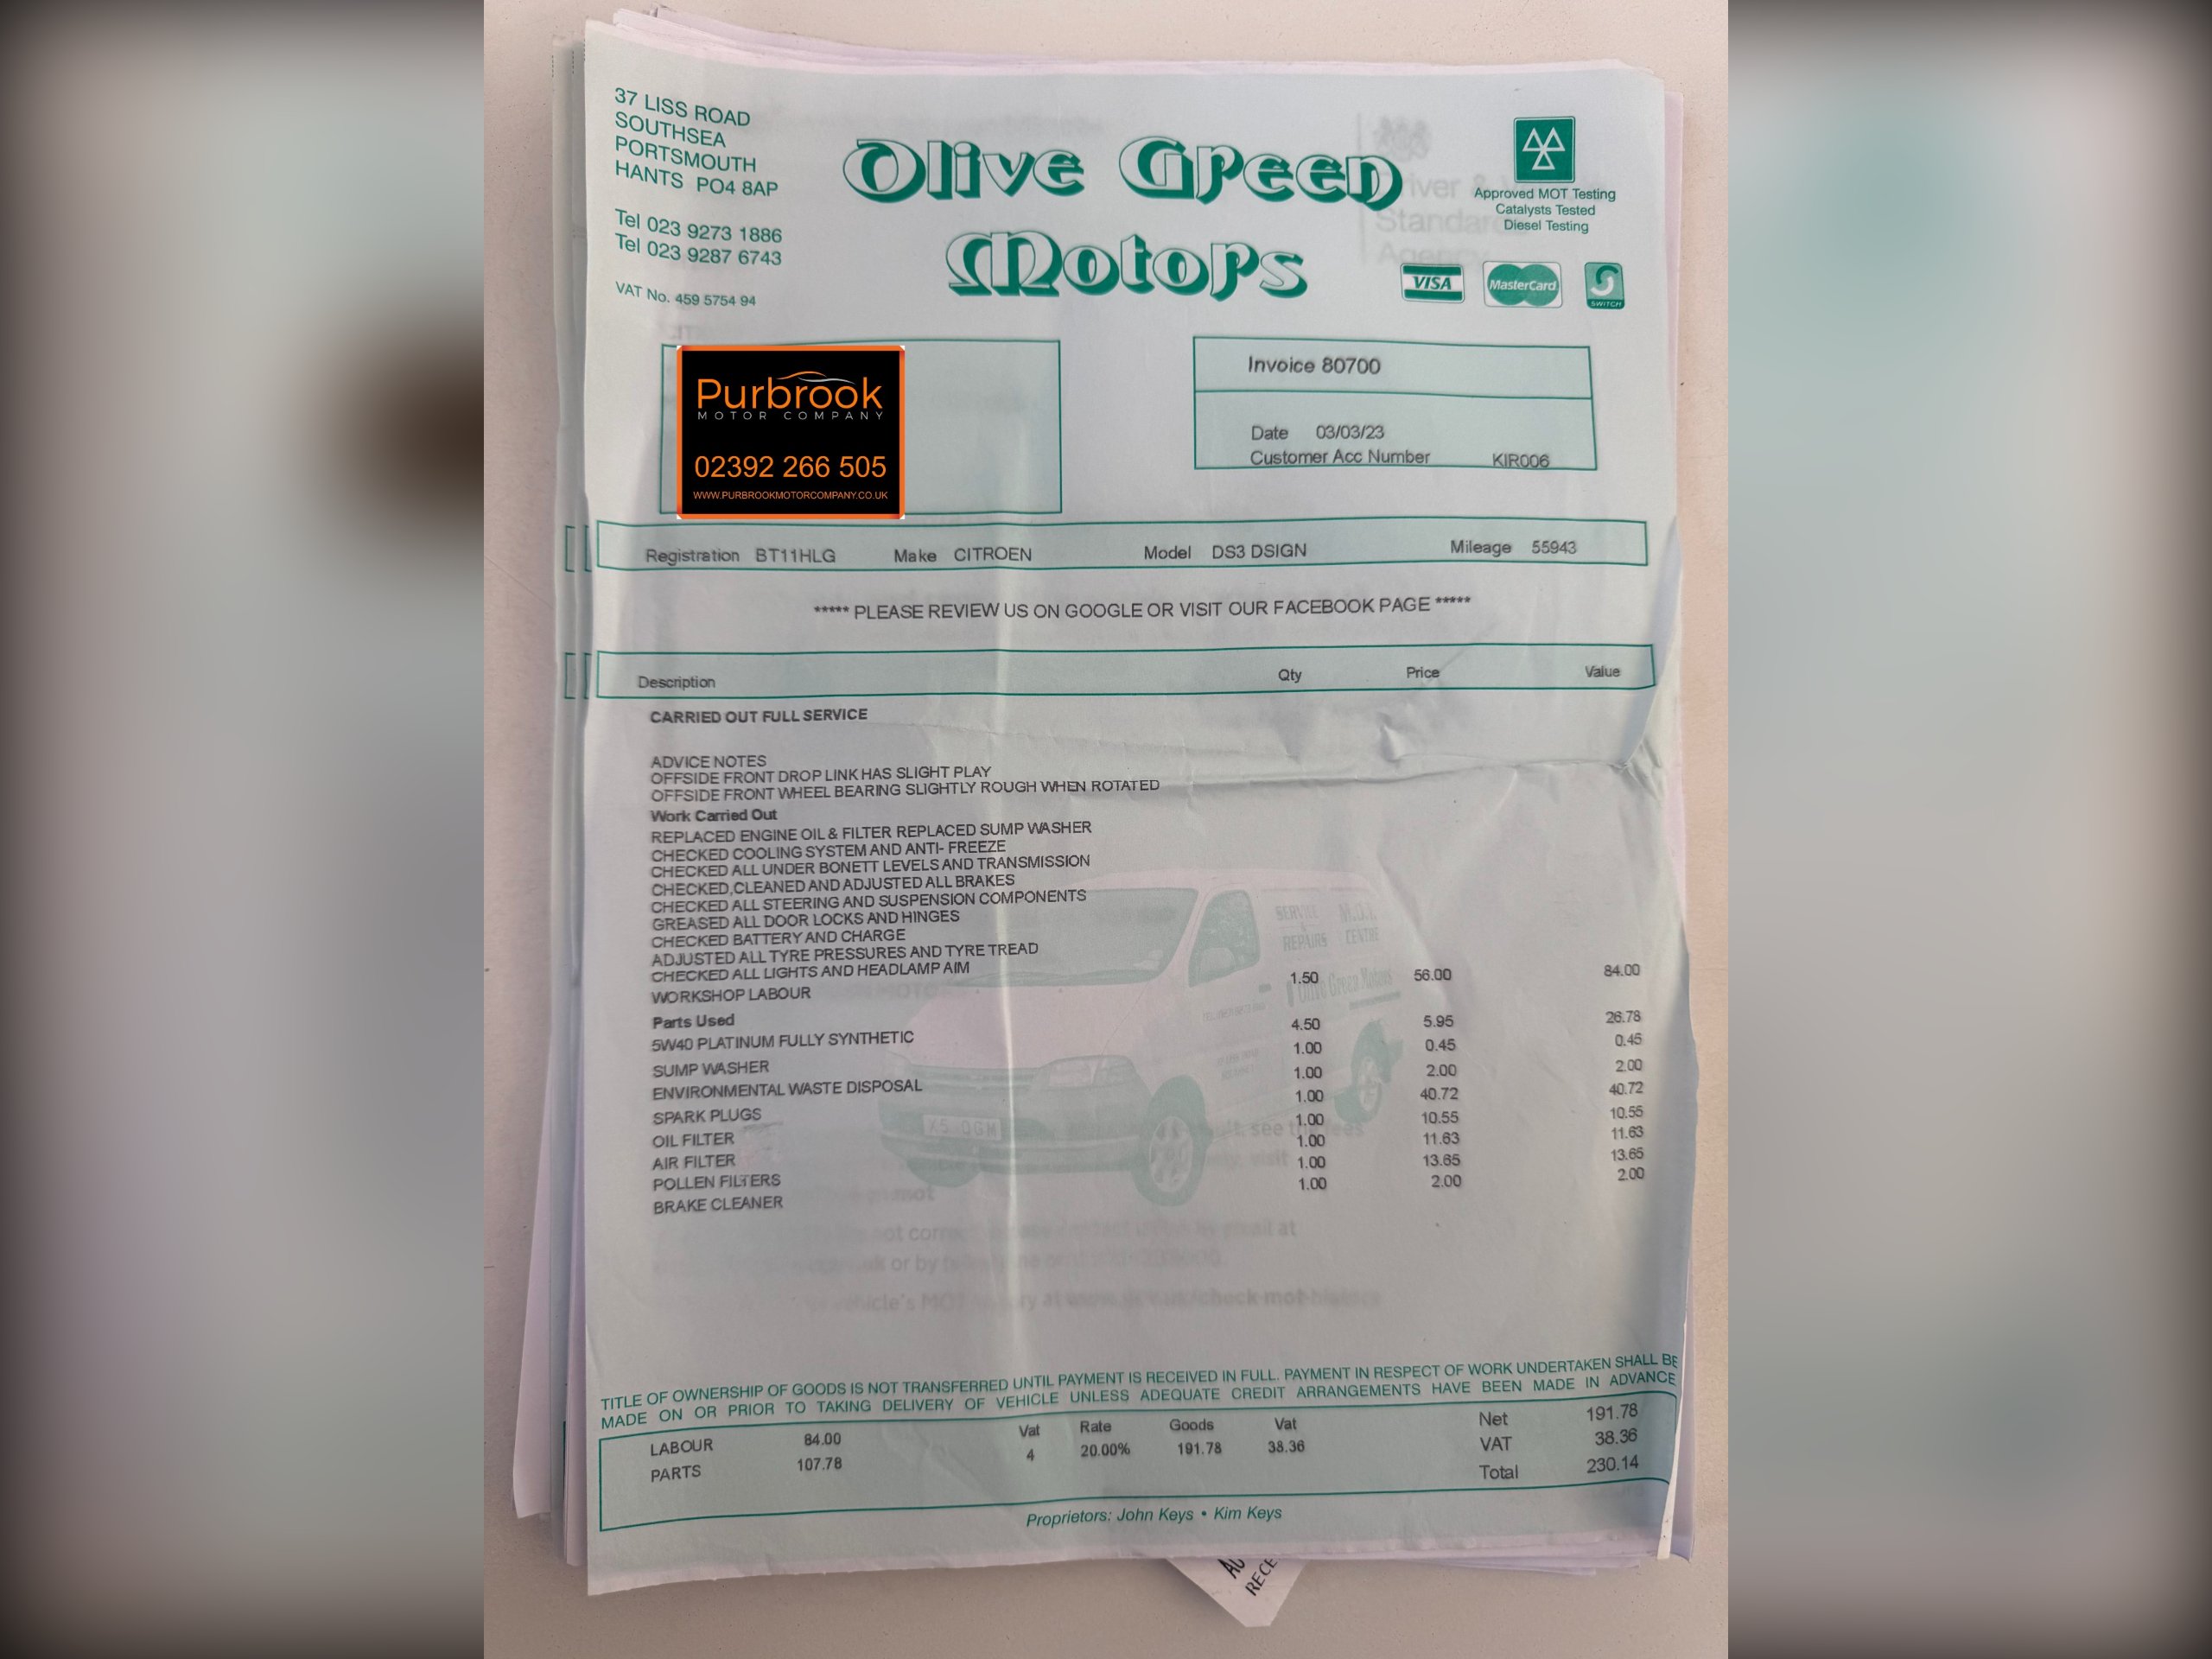 37 LISS ROAD
SOUTHSEA
PORTSMOUTH
HANTS PO4 8AP
Tel 023 9273 1886
Tel 023 9287 6743
VAT No. 459 5754 94
Olive Green
Motors
Approved MOT Testing
Catalysts Tested
Diesel Testing
VISA MasterCard SWITCH
Purbrook
MOTOR COMPANY
02392 266 505
WWW.PURBROOKMOTORCOMPANY.CO.UK
Invoice 80700
Date 03/03/23
Customer Acc Number KIR006
Registration BT11HLG Make CITROEN Model DS3 DSIGN Mileage 55943
***** PLEASE REVIEW US ON GOOGLE OR VISIT OUR FACEBOOK PAGE *****
Description Qty Price Value
CARRIED OUT FULL SERVICE
ADVICE NOTES
OFFSIDE FRONT DROP LINK HAS SLIGHT PLAY
OFFSIDE FRONT WHEEL BEARING SLIGHTLY ROUGH WHEN ROTATED
Work Carried Out
REPLACED ENGINE OIL & FILTER REPLACED SUMP WASHER
CHECKED COOLING SYSTEM AND ANTI- FREEZE
CHECKED ALL UNDER BONETT LEVELS AND TRANSMISSION
CHECKED,CLEANED AND ADJUSTED ALL BRAKES
CHECKED ALL STEERING AND SUSPENSION COMPONENTS
GREASED ALL DOOR LOCKS AND HINGES
CHECKED BATTERY AND CHARGE
ADJUSTED ALL TYRE PRESSURES AND TYRE TREAD
CHECKED ALL LIGHTS AND HEADLAMP AIM
WORKSHOP LABOUR 1.50 56.00 84.00
Parts Used
5W40 PLATINUM FULLY SYNTHETIC 4.50 5.95 26.78
SUMP WASHER 1.00 0.45 0.45
ENVIRONMENTAL WASTE DISPOSAL 1.00 2.00 2.00
SPARK PLUGS 1.00 40.72 40.72
OIL FILTER 1.00 10.55 10.55
AIR FILTER 1.00 11.63 11.63
POLLEN FILTERS 1.00 13.65 13.65
BRAKE CLEANER 1.00 2.00 2.00
SERVICE M.O.T.
REPAIRS CENTRE
Olive Green Motors
X5 OGM
TITLE OF OWNERSHIP OF GOODS IS NOT TRANSFERRED UNTIL PAYMENT IS RECEIVED IN FULL. PAYMENT IN RESPECT OF WORK UNDERTAKEN SHALL BE
MADE ON OR PRIOR TO TAKING DELIVERY OF VEHICLE UNLESS ADEQUATE CREDIT ARRANGEMENTS HAVE BEEN MADE IN ADVANCE
LABOUR 84.00 Vat Rate Goods Vat Net 191.78
PARTS 107.78 4 20.00% 191.78 38.36 VAT 38.36
Total 230.14
Proprietors: John Keys • Kim Keys
RECE